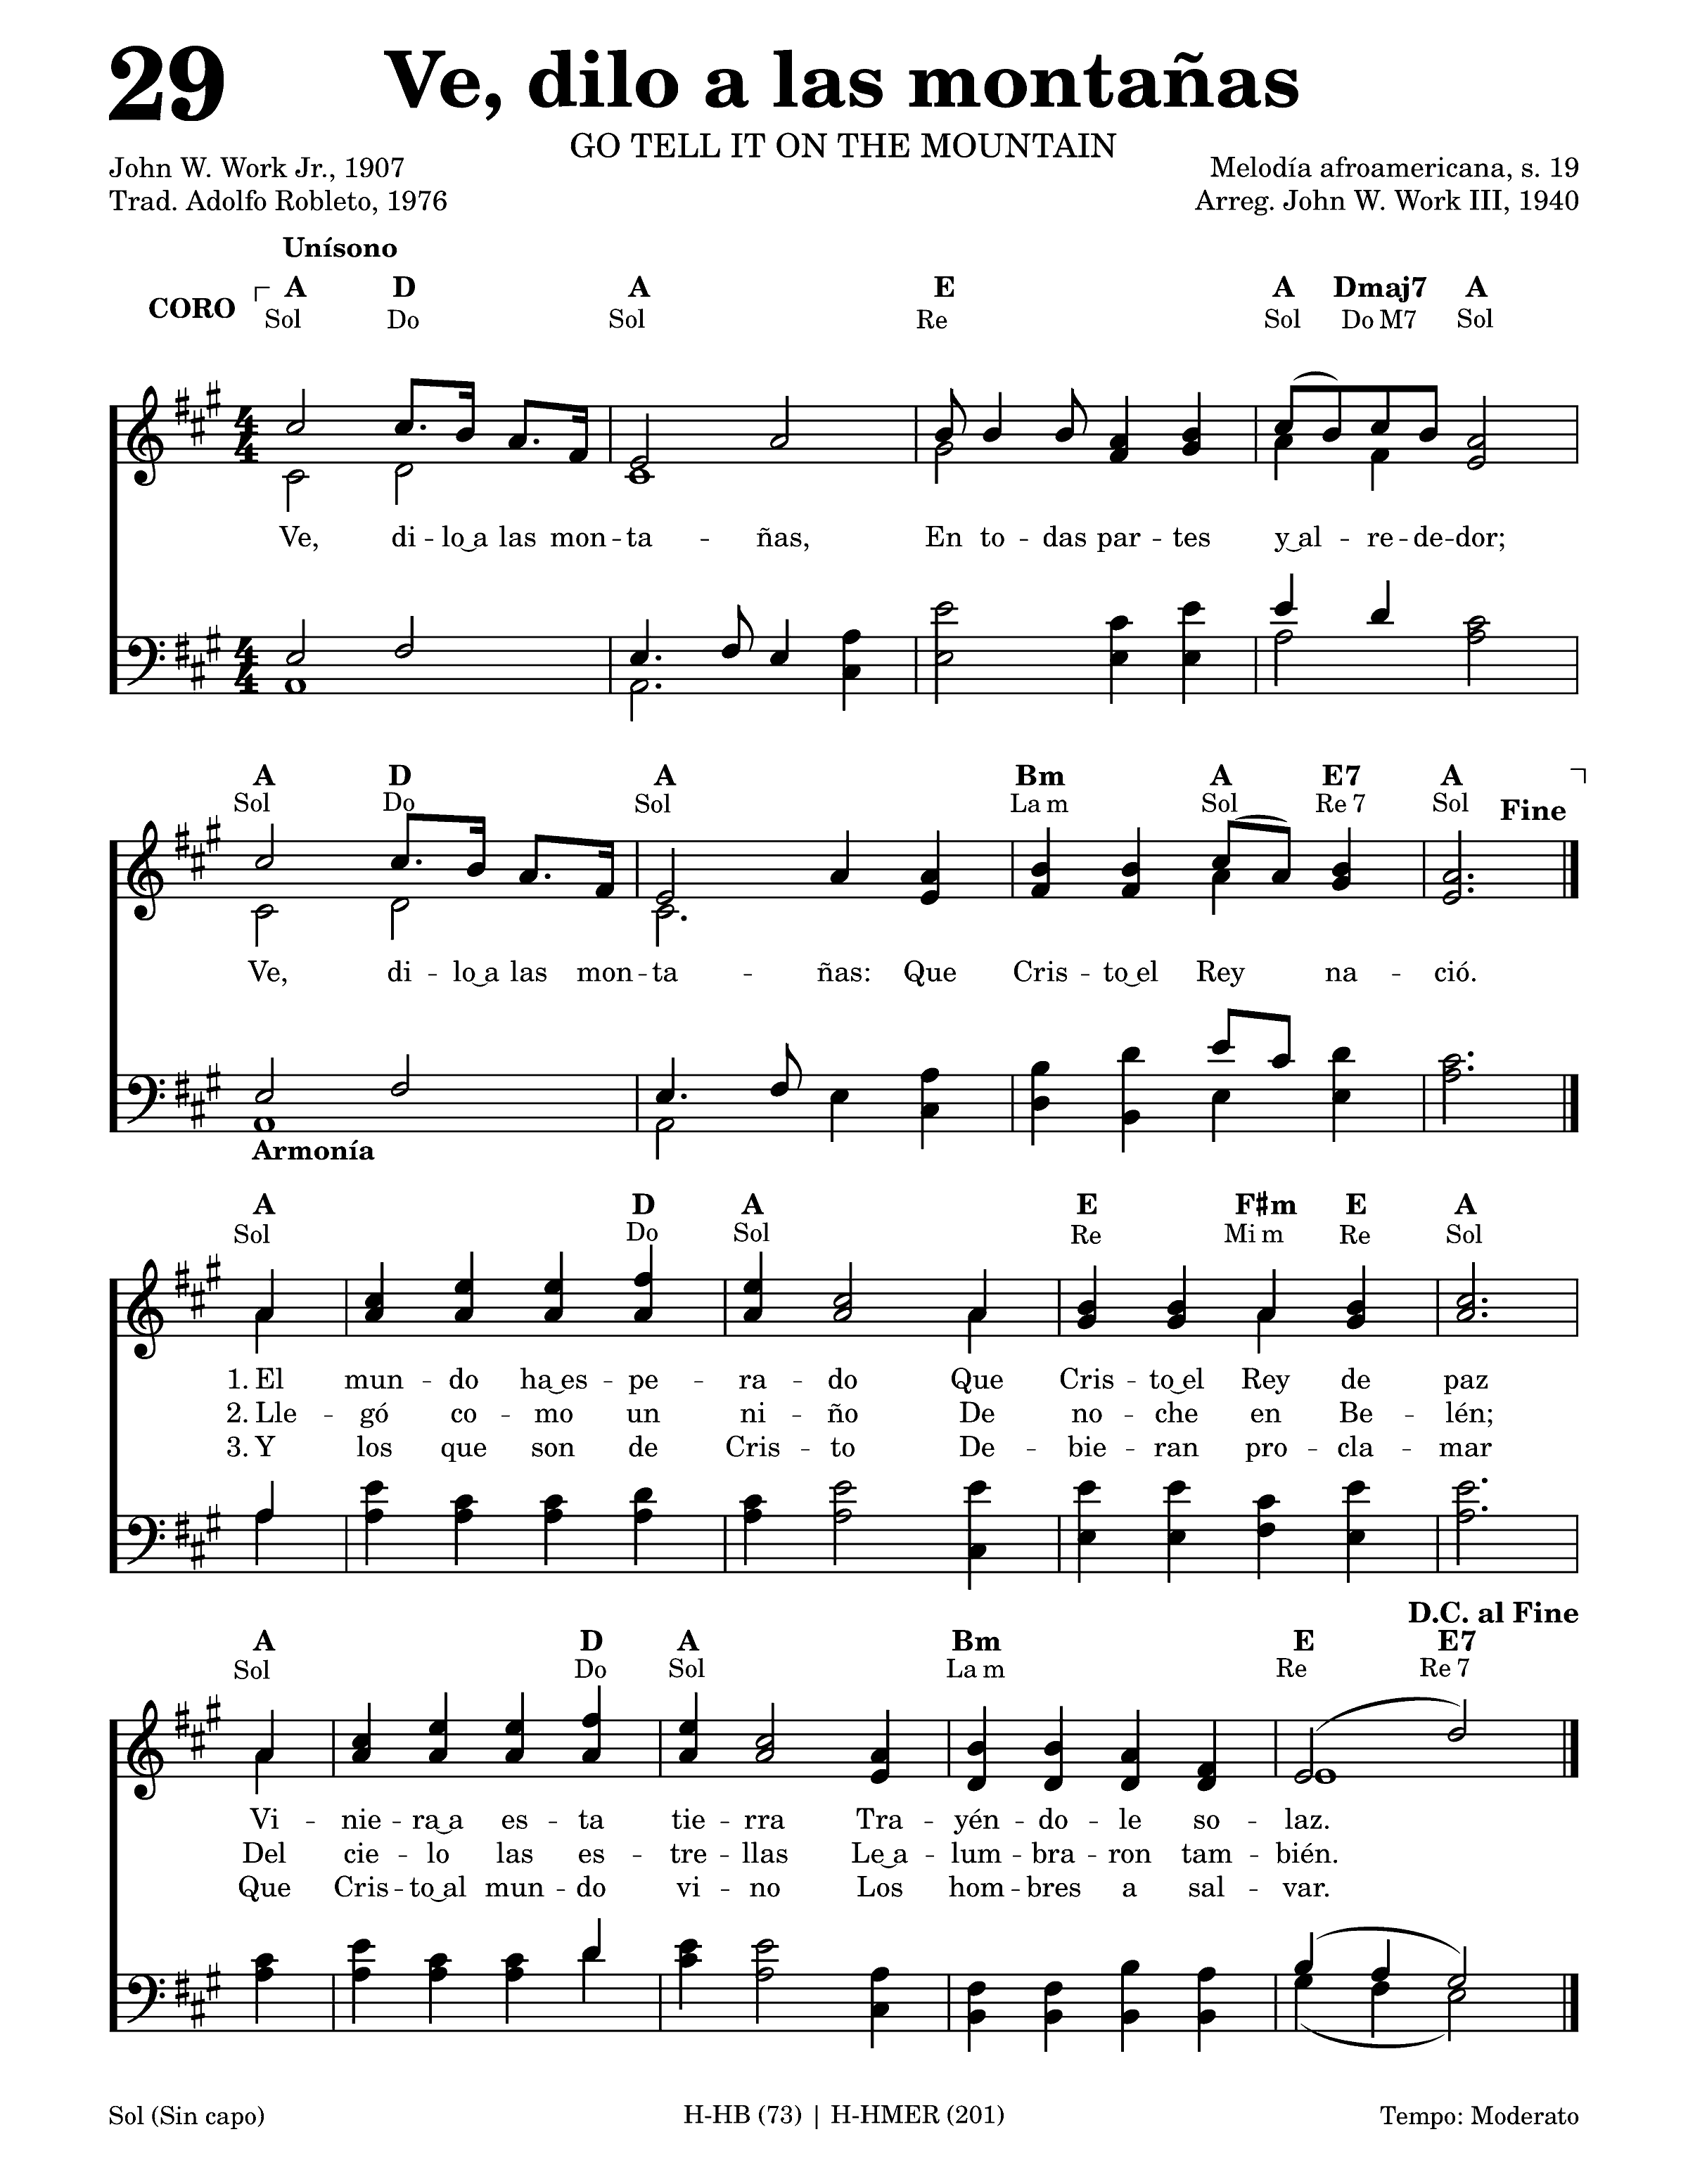 29
Ve, dilo a las montañas
GO TELL IT ON THE MOUNTAIN
John W. Work Jr., 1907
Melodía afroamericana, s. 19
Trad. Adolfo Robleto, 1976
Arreg. John W. Work III, 1940
Unísono
CORO
A D A E A Dmaj7 A
Sol Do Sol Re Sol Do M7 Sol
Ve, di - lo‿a las mon - ta - ñas, En to - das par - tes y‿al - re - de - dor;
A D A Bm A E7 A
Sol Do Sol La m Sol Re 7 Sol
Fine
Ve, di - lo‿a las mon - ta - ñas: Que Cris - to‿el Rey na - ció.
Armonía
A D A E F♯m E A
Sol Do Sol Re Mi m Re Sol
1. El mun - do ha‿es - pe - ra - do Que Cris - to‿el Rey de paz
2. Lle - gó co - mo un ni - ño De no - che en Be - lén;
3. Y los que son de Cris - to De - bie - ran pro - cla - mar
D.C. al Fine
A D A Bm E E7
Sol Do Sol La m Re Re 7
Vi - nie - ra‿a es - ta tie - rra Tra - yén - do - le so - laz.
Del cie - lo las es - tre - llas Le‿a - lum - bra - ron tam - bién.
Que Cris - to‿al mun - do vi - no Los hom - bres a sal - var.
Sol (Sin capo)
H-HB (73) | H-HMER (201)
Tempo: Moderato